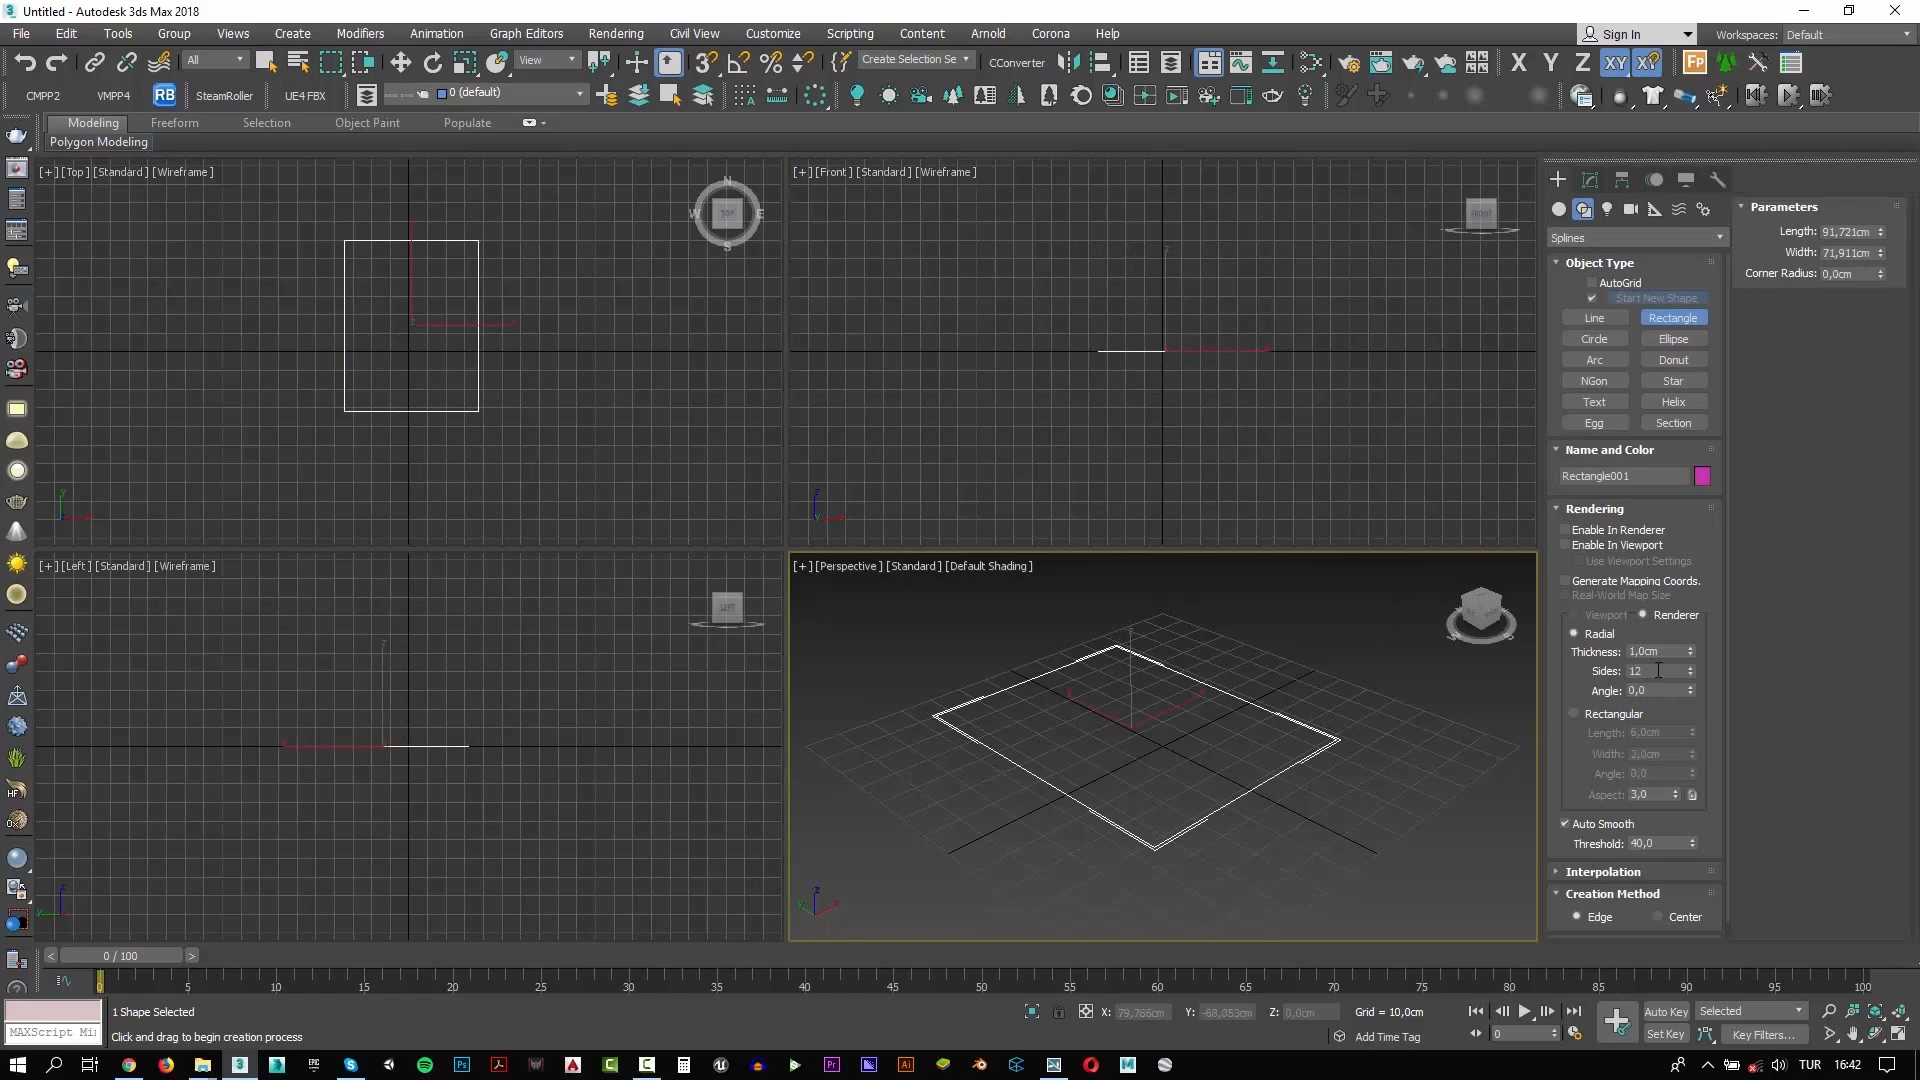 Untitled - Autodesk 3ds Max 2018
File Edit Tools Group Views Create Modifiers Animation Graph Editors Rendering Civil View Customize Scripting Content Arnold Corona Help
Sign In
Workspaces: Default
All
View
Create Selection Se
CConverter
X Y Z XY XY
CMPP2 VMPP4 RB SteamRoller UE4 FBX
0 (default)
Modeling Freeform Selection Object Paint Populate
Polygon Modeling
[+] [Top] [Standard] [Wireframe]
[+] [Front] [Standard] [Wireframe]
N
W TOP E
S
FRONT
[+] [Left] [Standard] [Wireframe]
[+] [Perspective] [Standard] [Default Shading]
LEFT
Splines
Object Type
AutoGrid
Start New Shape
Line Rectangle
Circle Ellipse
Arc Donut
NGon Star
Text Helix
Egg Section
Name and Color
Rectangle001
Rendering
Enable In Renderer
Enable In Viewport
Use Viewport Settings
Generate Mapping Coords.
Real-World Map Size
Viewport Renderer
Radial
Thickness: 1,0cm
Sides: 12
Angle: 0,0
Rectangular
Length: 6,0cm
Width: 2,0cm
Angle: 0,0
Aspect: 3,0
Auto Smooth
Threshold: 40,0
Interpolation
Creation Method
Edge Center
Parameters
Length: 91,721cm
Width: 71,911cm
Corner Radius: 0,0cm
< 0 / 100 >
0 5 10 15 20 25 30 35 40 45 50 55 60 65 70 75 80 85 90 95 100
1 Shape Selected
X: 79,766cm Y: -68,053cm Z: 0,0cm Grid = 10,0cm
Auto Key Selected
MAXScript Mi
Click and drag to begin creation process
Add Time Tag
0
Set Key Key Filters...
TUR 16:42